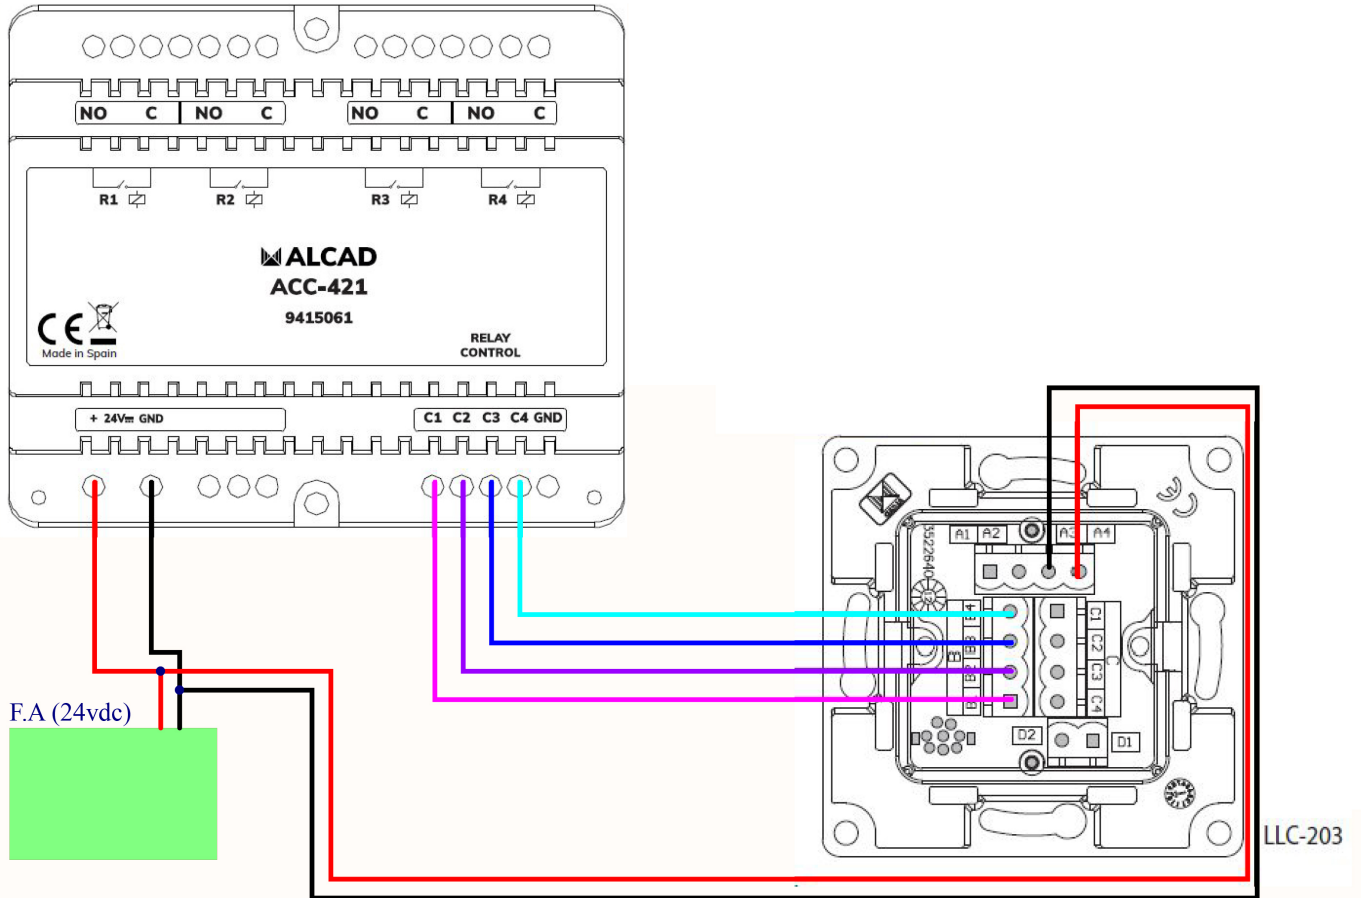 NO C NO C NO C NO C
R1 R2 R3 R4
ALCAD
ACC-421
9415061
CE
Made in Spain
RELAY
CONTROL
+ 24V GND
C1 C2 C3 C4 GND
F.A (24vdc)
A1 A2 A3 A4
3522640
B4
B3
B
B2
C1
C2
C3
C4
C
D2 D1
LLC-203